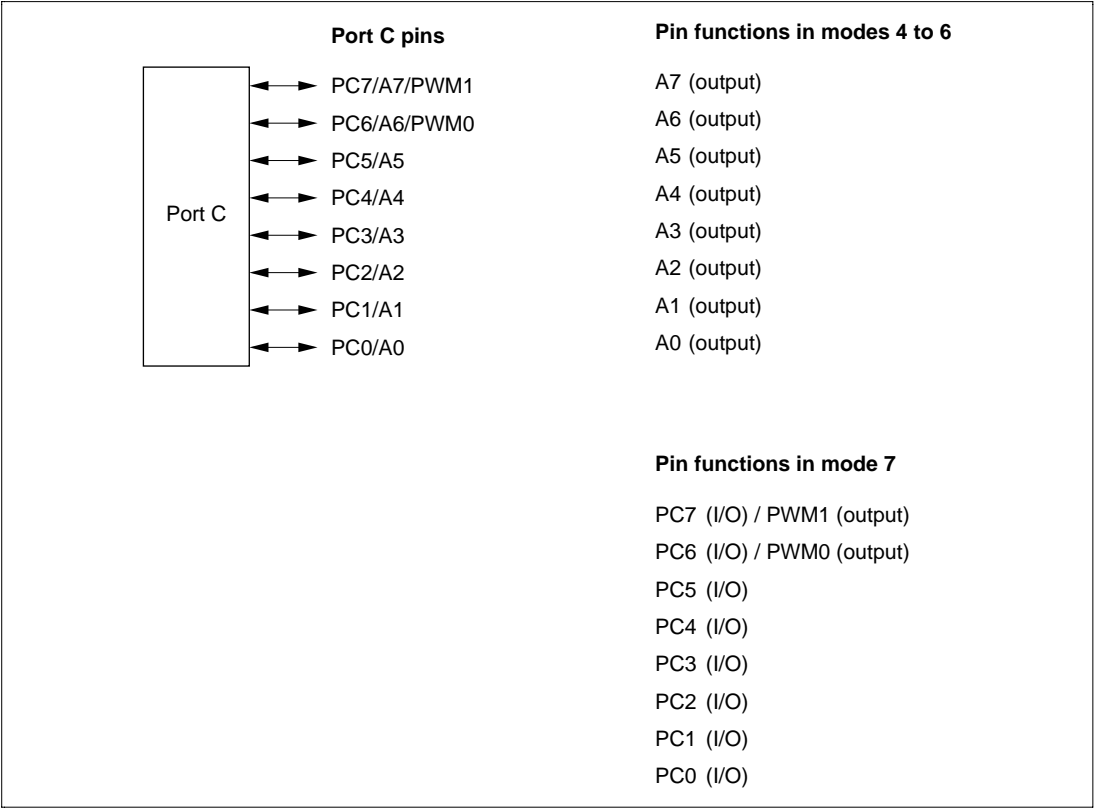 Port C pins Pin functions in modes 4 to 6
PC7/A7/PWM1 A7 (output)
PC6/A6/PWM0 A6 (output)
PC5/A5 A5 (output)
PC4/A4 A4 (output)
Port C
PC3/A3 A3 (output)
PC2/A2 A2 (output)
PC1/A1 A1 (output)
PC0/A0 A0 (output)
Pin functions in mode 7
PC7 (I/O) / PWM1 (output)
PC6 (I/O) / PWM0 (output)
PC5 (I/O)
PC4 (I/O)
PC3 (I/O)
PC2 (I/O)
PC1 (I/O)
PC0 (I/O)